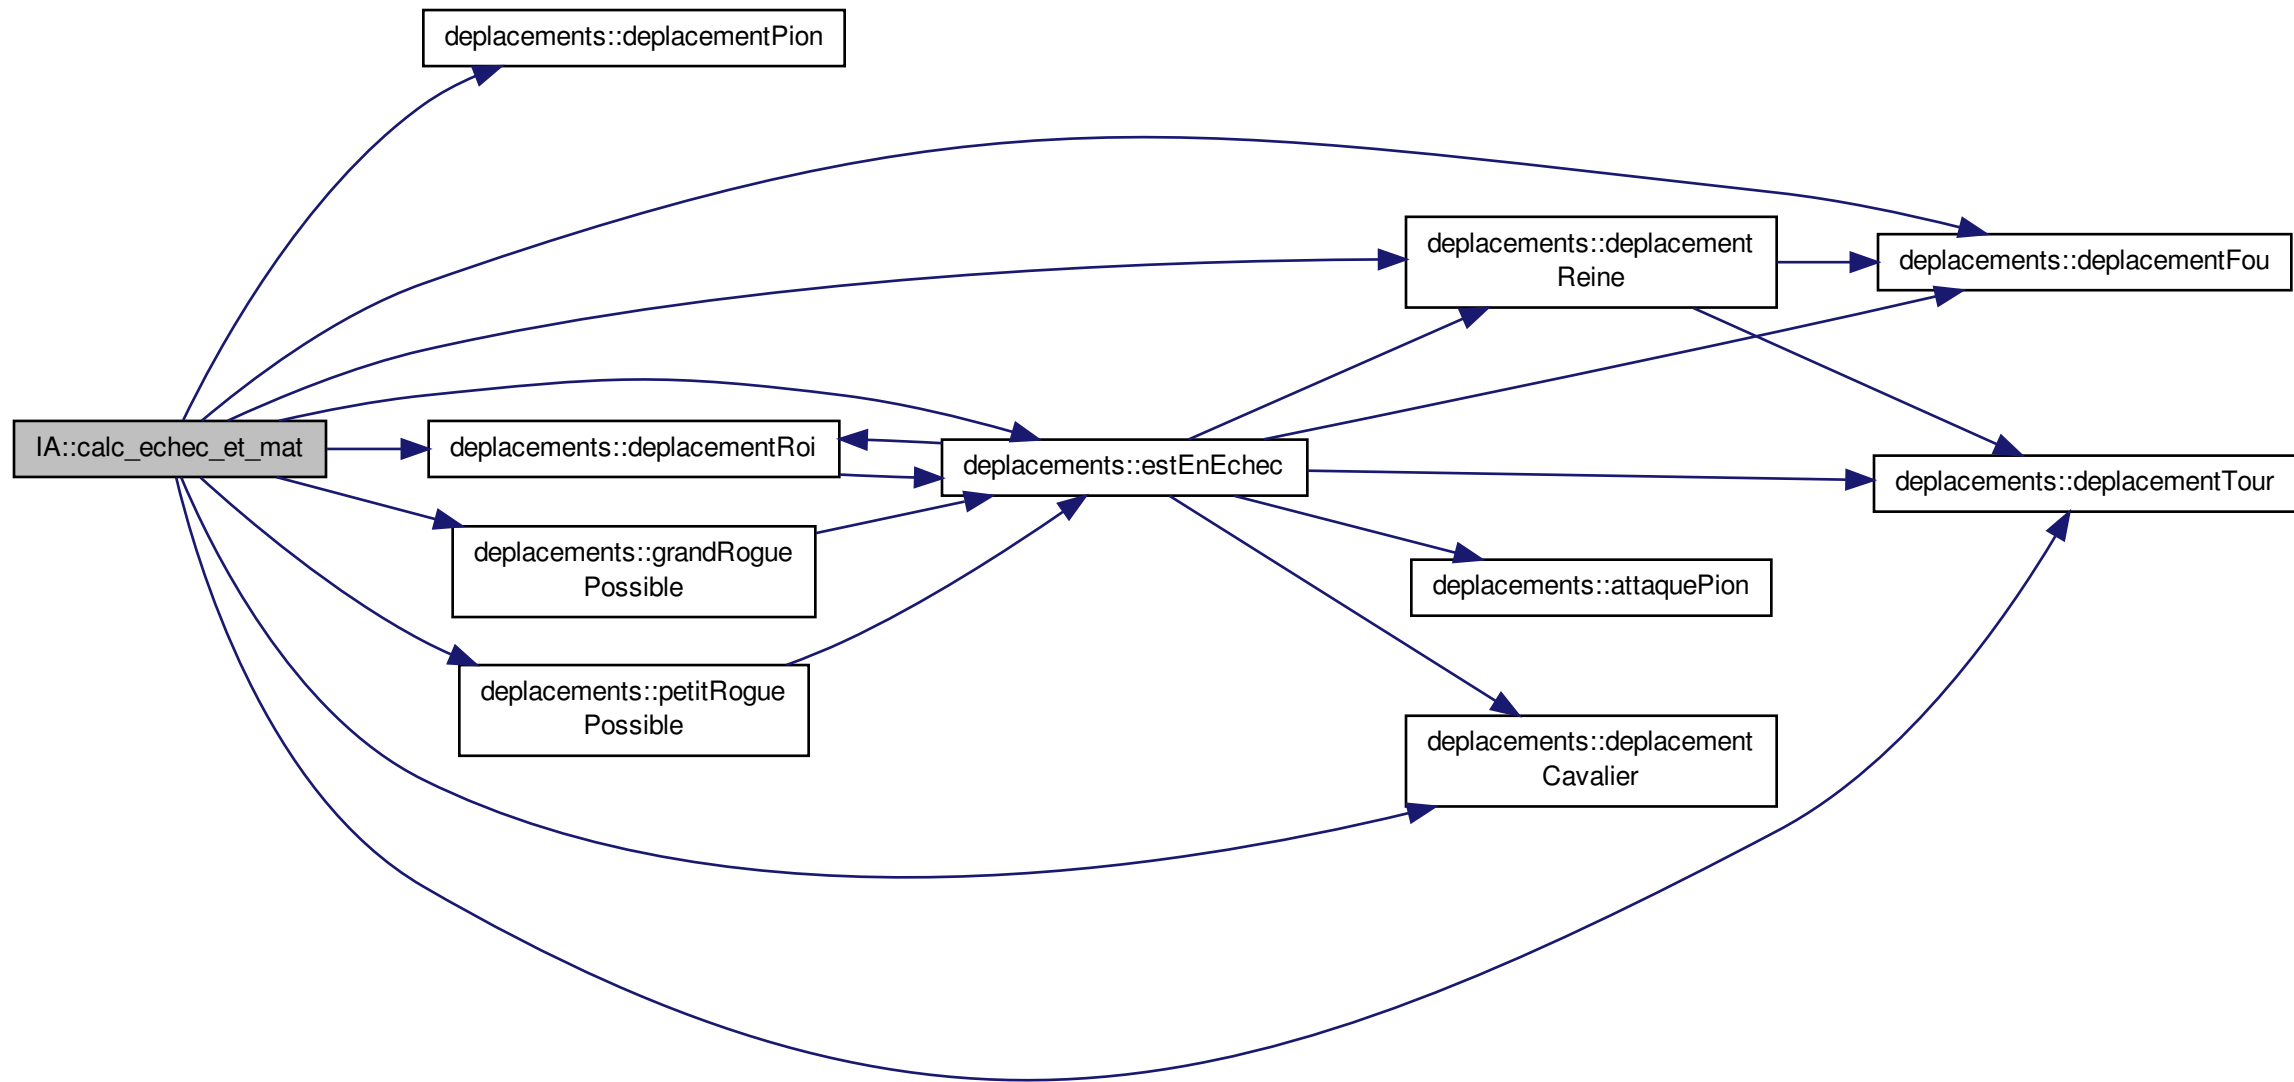 deplacements::deplacementPion
deplacements::deplacement
Reine
deplacements::deplacementFou
IA::calc_echec_et_mat
deplacements::deplacementRoi
deplacements::estEnEchec
deplacements::deplacementTour
deplacements::grandRogue
Possible
deplacements::attaquePion
deplacements::petitRogue
Possible
deplacements::deplacement
Cavalier